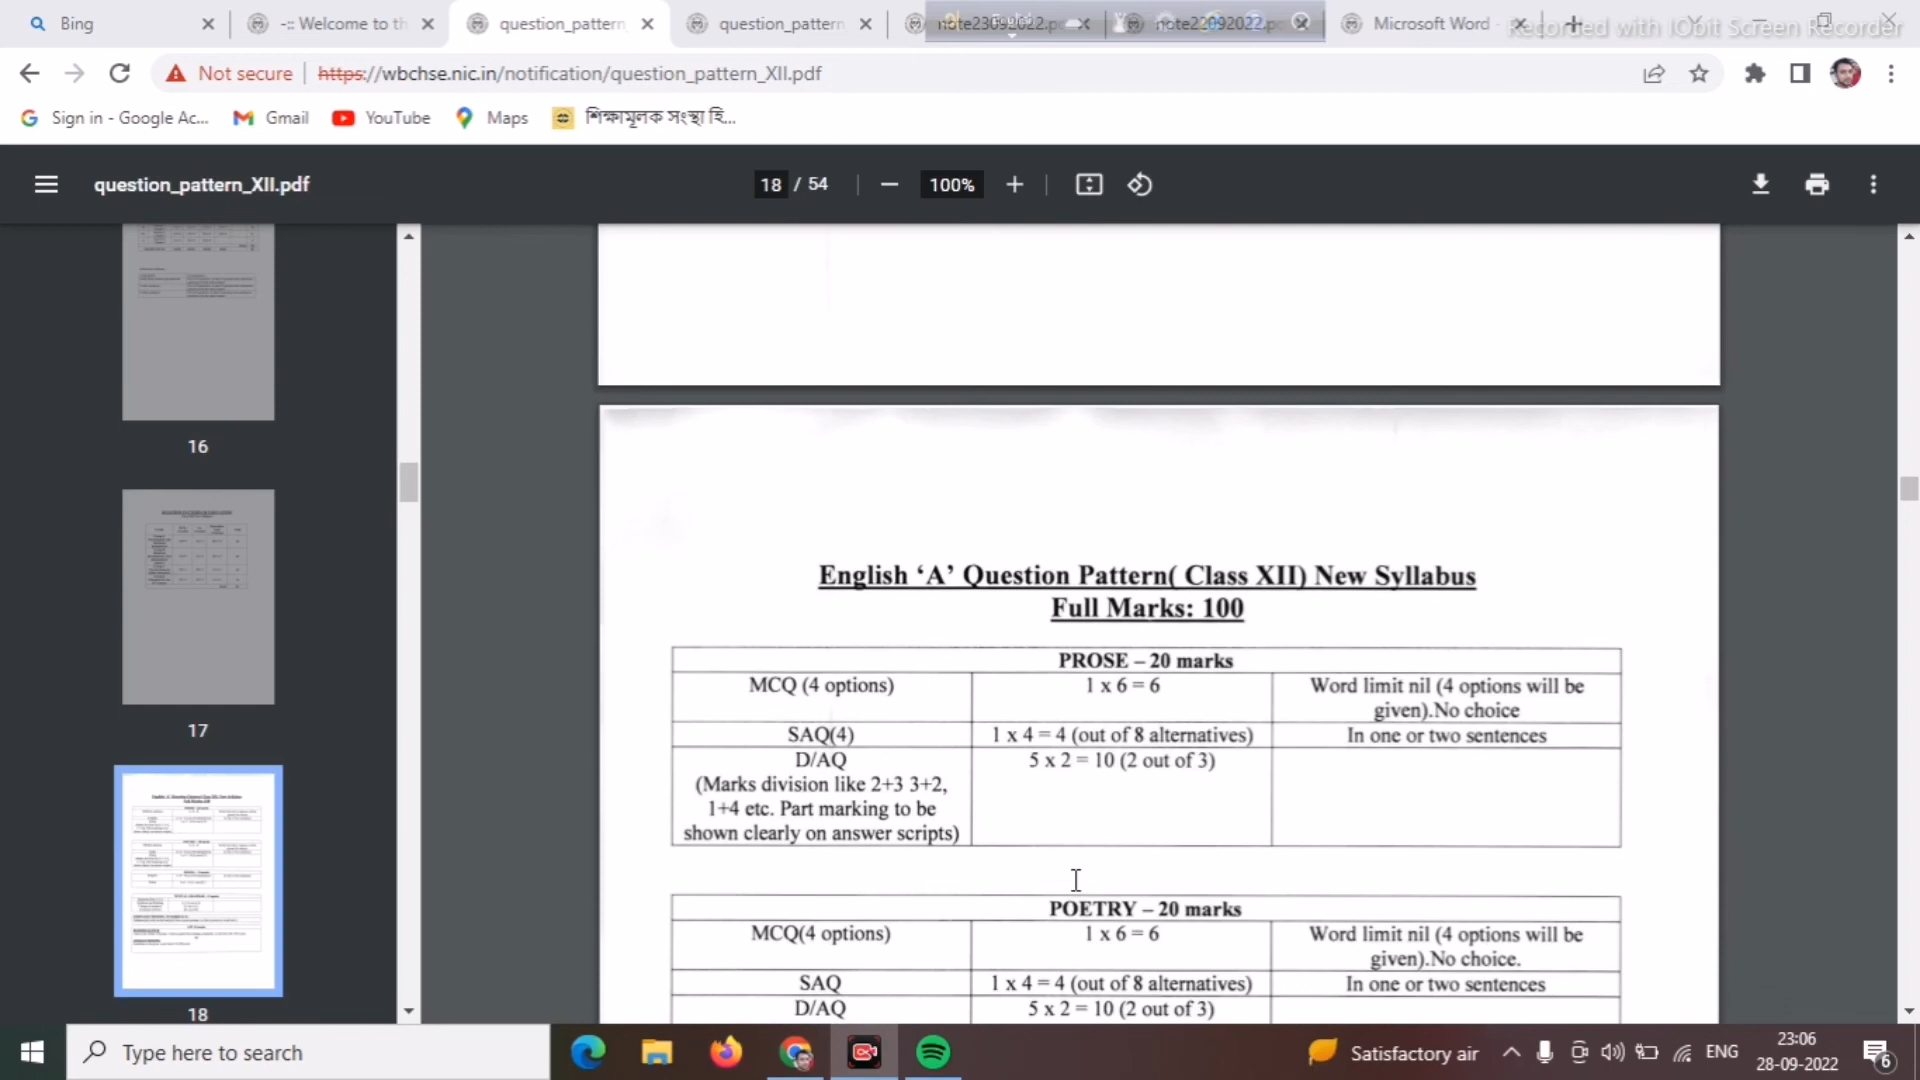 Bing
-:: Welcome to th
question_pattern
question_pattern
note23092022.p
note22092022.p
Microsoft Word -
Recorded with IObit Screen Recorder
Not secure
https://wbchse.nic.in/notification/question_pattern_XII.pdf
Sign in - Google Ac...
Gmail
YouTube
Maps
শিক্ষামূলক সংস্থা হি...
question_pattern_XII.pdf
18 / 54
100%
16
17
18
English ‘A’ Question Pattern( Class XII) New Syllabus
Full Marks: 100
PROSE – 20 marks
MCQ (4 options)
1 x 6 = 6
Word limit nil (4 options will be
given).No choice
SAQ(4)
1 x 4 = 4 (out of 8 alternatives)
In one or two sentences
D/AQ
(Marks division like 2+3 3+2,
1+4 etc. Part marking to be
shown clearly on answer scripts)
5 x 2 = 10 (2 out of 3)
POETRY – 20 marks
MCQ(4 options)
1 x 6 = 6
Word limit nil (4 options will be
given).No choice.
SAQ
1 x 4 = 4 (out of 8 alternatives)
In one or two sentences
D/AQ
5 x 2 = 10 (2 out of 3)
Type here to search
Satisfactory air
ENG
23:06
28-09-2022
6